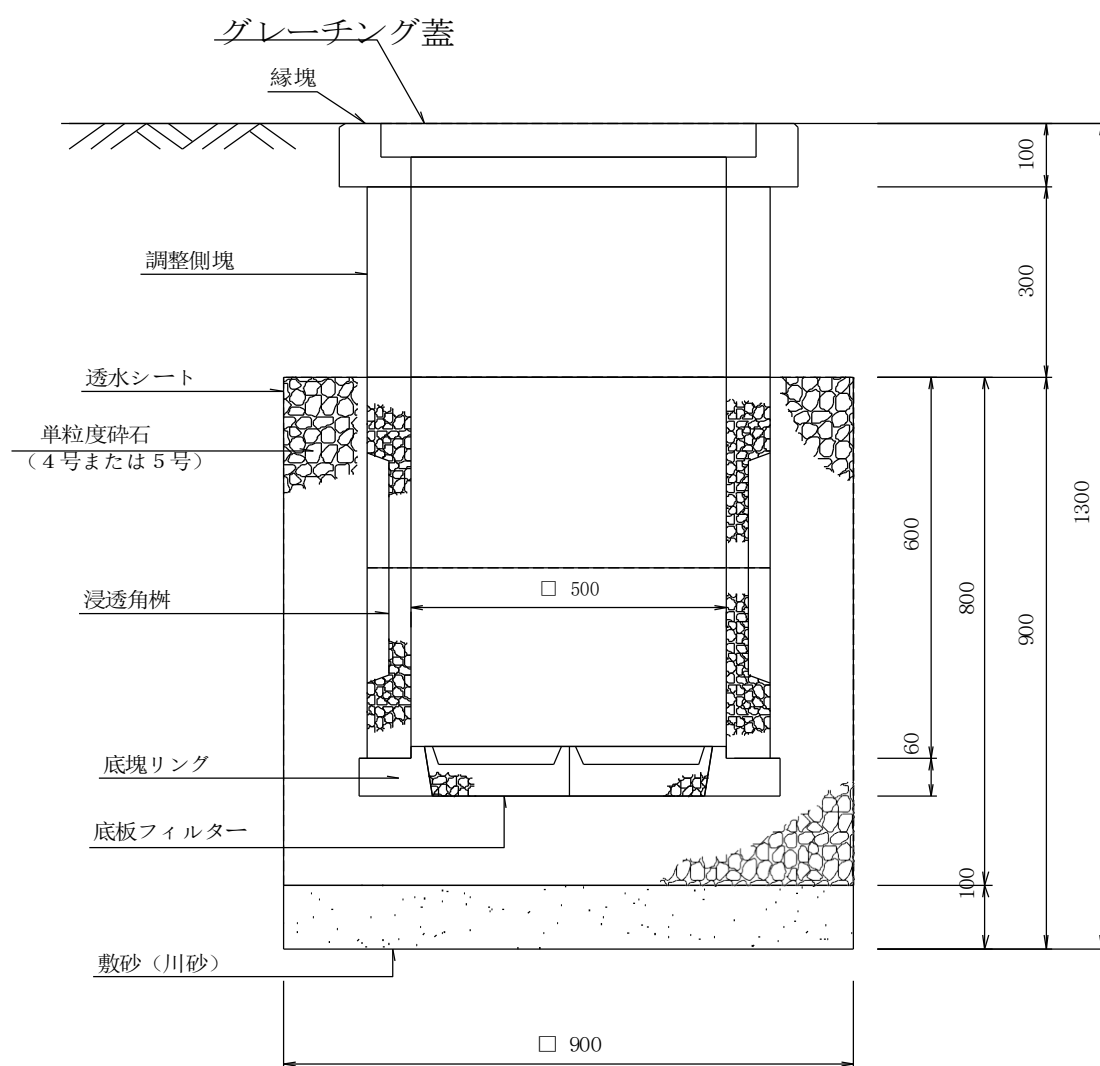 グレーチング蓋
縁塊
100
調整側塊
300
透水シート
単粒度砕石
（４号または５号）
1300
600
浸透角桝
□ 500
800
900
60
底塊リング
底板フィルター
100
敷砂（川砂）
□ 900